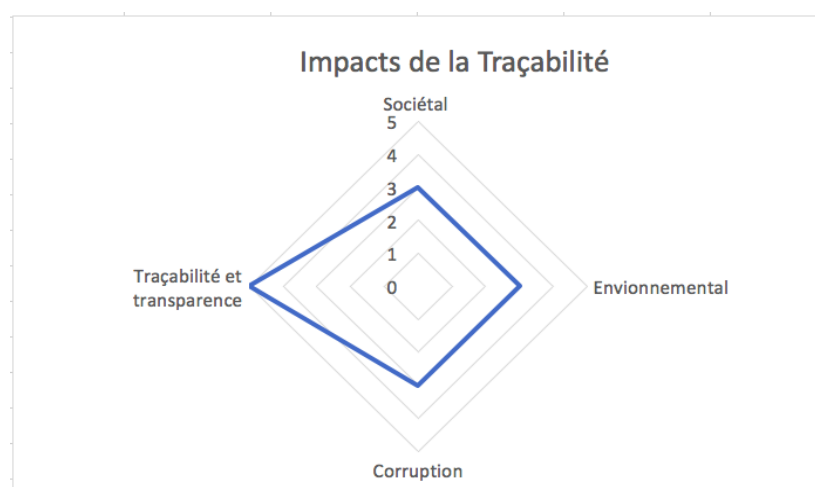 Impacts de la Traçabilité
Sociétal
5
4
3
2
1
0
Traçabilité et
transparence
Envionnemental
Corruption